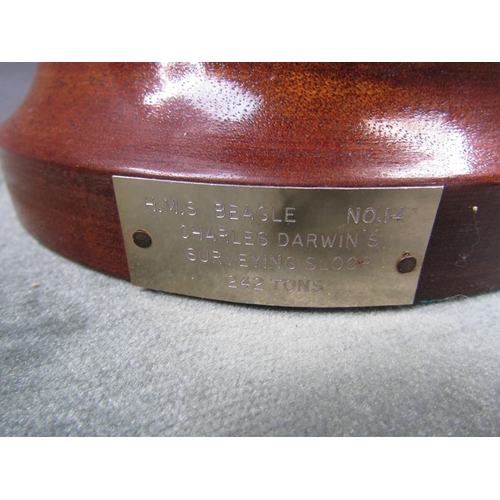 H.M.S BEAGLE NO.14
CHARLES DARWIN'S
SURVEYING SLOOP
242 TONS